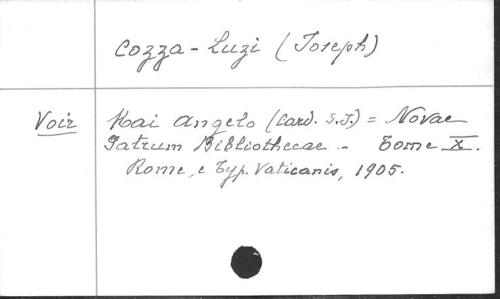 Cozza-Luzi (Joseph)
Voir Mai Angelo (Card. S.J.) = Novae
Patrum Bibliothecae.- Tome X.
Rome, e Typ. Vaticanis, 1905.